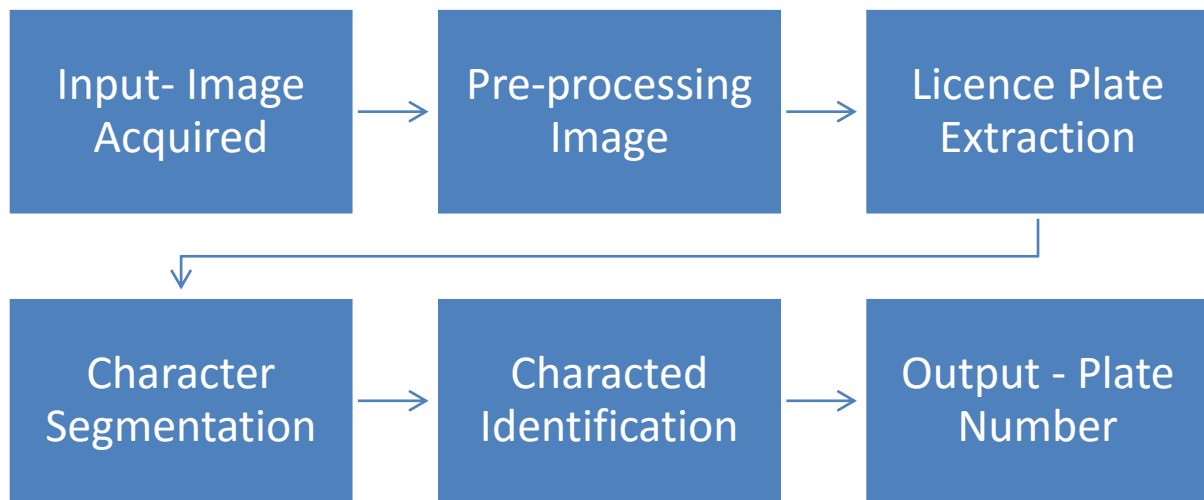 Input- Image
Acquired
Pre-processing
Image
Licence Plate
Extraction
Character
Segmentation
Characted
Identification
Output - Plate
Number